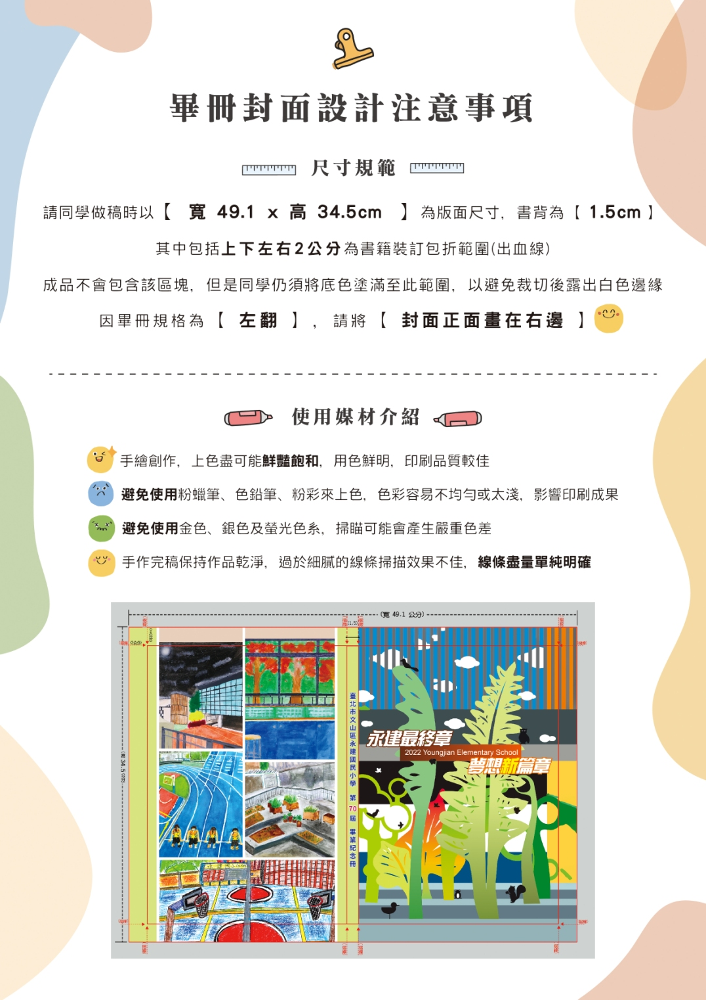 畢冊封面設計注意事項
尺寸規範
請同學做稿時以【 寬 49.1 x 高 34.5cm 】為版面尺寸，書背為【 1.5cm 】
其中包括上下左右2公分為書籍裝訂包折範圍(出血線)
成品不會包含該區塊，但是同學仍須將底色塗滿至此範圍，以避免裁切後露出白色邊緣
因畢冊規格為【 左翻 】，請將【 封面正面畫在右邊 】
使用媒材介紹
手繪創作，上色盡可能鮮豔飽和，用色鮮明，印刷品質較佳
避免使用粉蠟筆、色鉛筆、粉彩來上色，色彩容易不均勻或太淺，影響印刷成果
避免使用金色、銀色及螢光色系，掃瞄可能會產生嚴重色差
手作完稿保持作品乾淨，過於細膩的線條掃描效果不佳，線條盡量單純明確
(寬 49.1 公分)
(1.5)
(寬 34.5 公分)
臺北市文山區永建國民小學 第70屆 畢業紀念冊
永建最終章
2022 Youngjian Elementary School
夢想新篇章